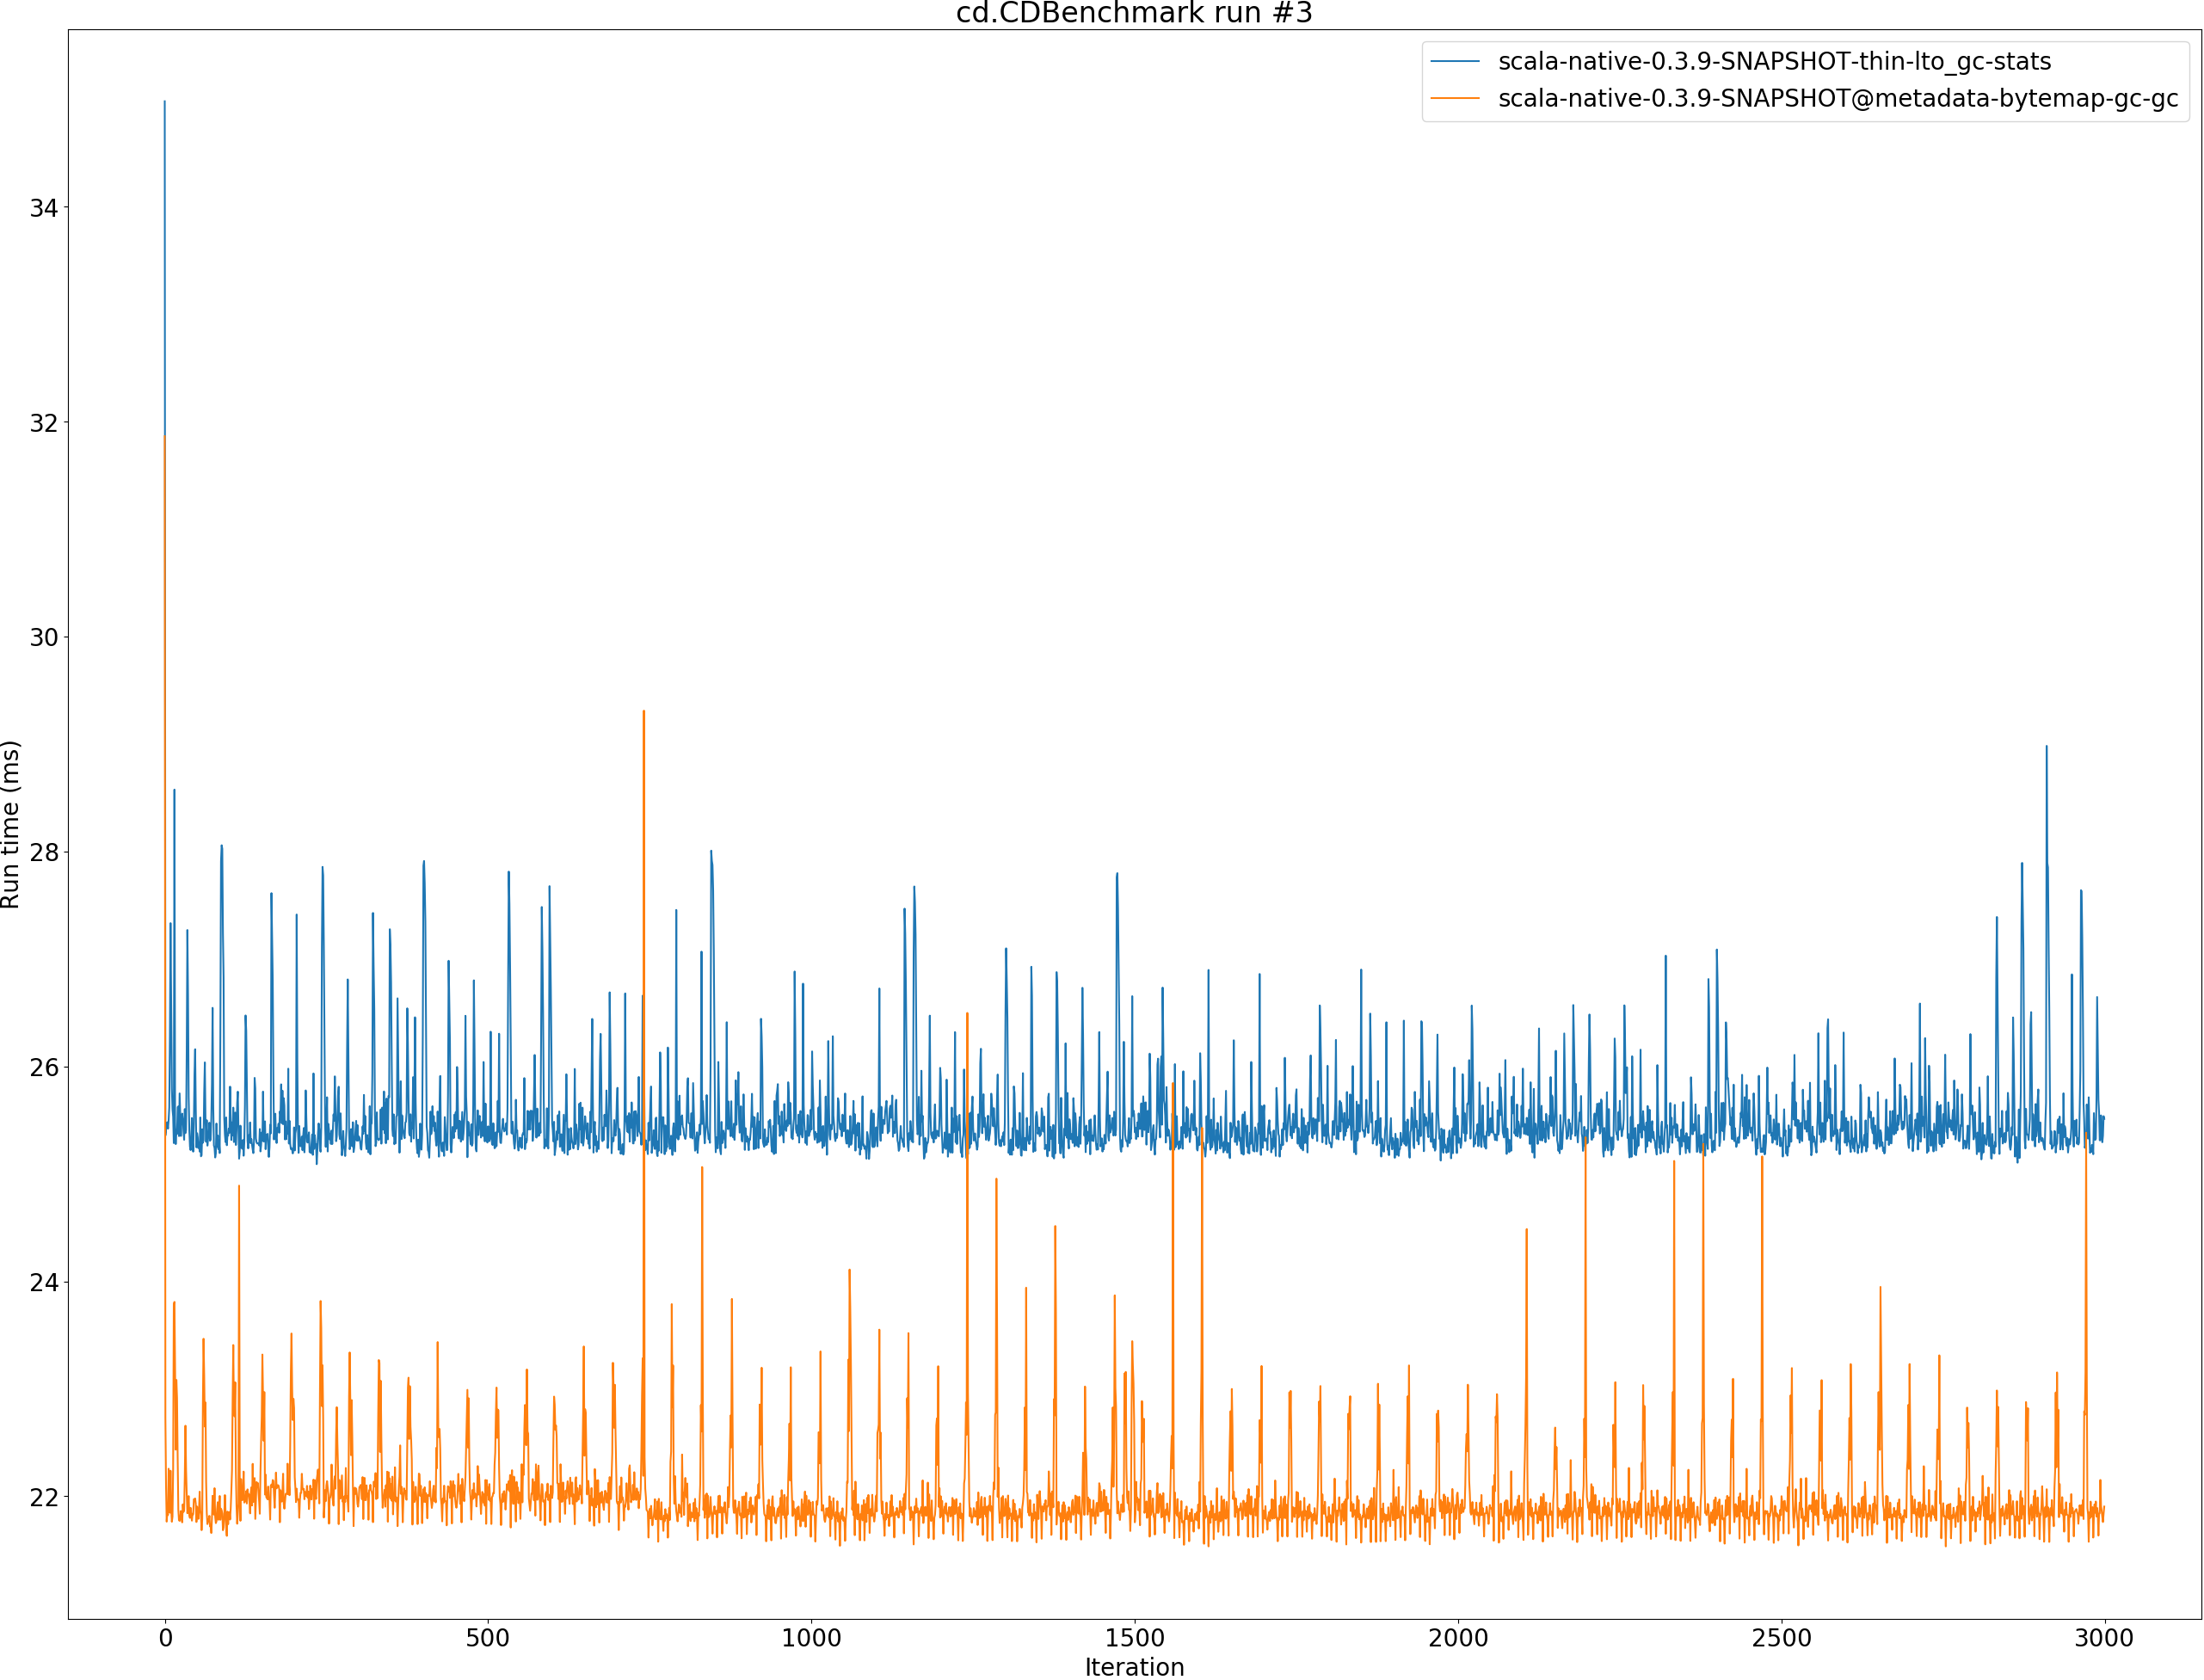 cd.CDBenchmark run #3
scala-native-0.3.9-SNAPSHOT-thin-lto_gc-stats
scala-native-0.3.9-SNAPSHOT@metadata-bytemap-gc-gc
34
32
30
28
26
24
22
Run time (ms)
0
500
1000
1500
2000
2500
3000
Iteration